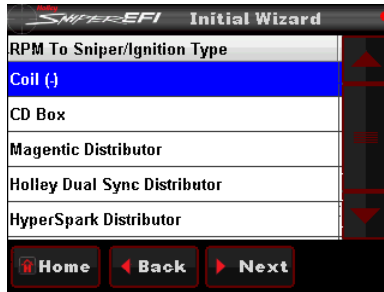 Holley
SNIPER EFI Initial Wizard
RPM To Sniper/Ignition Type
Coil (-)
CD Box
Magentic Distributor
Holley Dual Sync Distributor
HyperSpark Distributor
Home Back Next